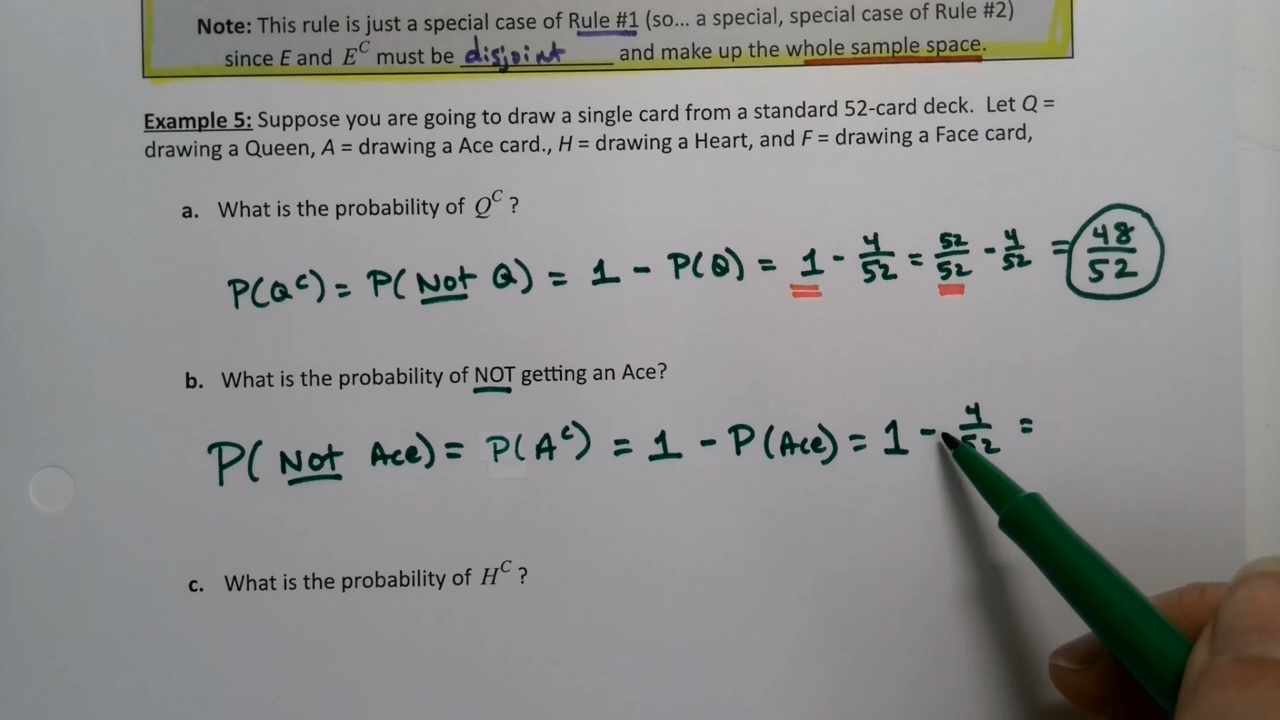 Note: This rule is just a special case of Rule #1 (so... a special, special case of Rule #2)
since E and E^C must be disjoint and make up the whole sample space.
Example 5: Suppose you are going to draw a single card from a standard 52-card deck. Let Q =
drawing a Queen, A = drawing a Ace card., H = drawing a Heart, and F = drawing a Face card,
a. What is the probability of Q^C ?
P(Q^c) = P(Not Q) = 1 - P(Q) = 1 - 4/52 = 52/52 - 4/52 = 48/52
b. What is the probability of NOT getting an Ace?
P(Not Ace) = P(A^c) = 1 - P(Ace) = 1 - 4/52 =
c. What is the probability of H^C ?